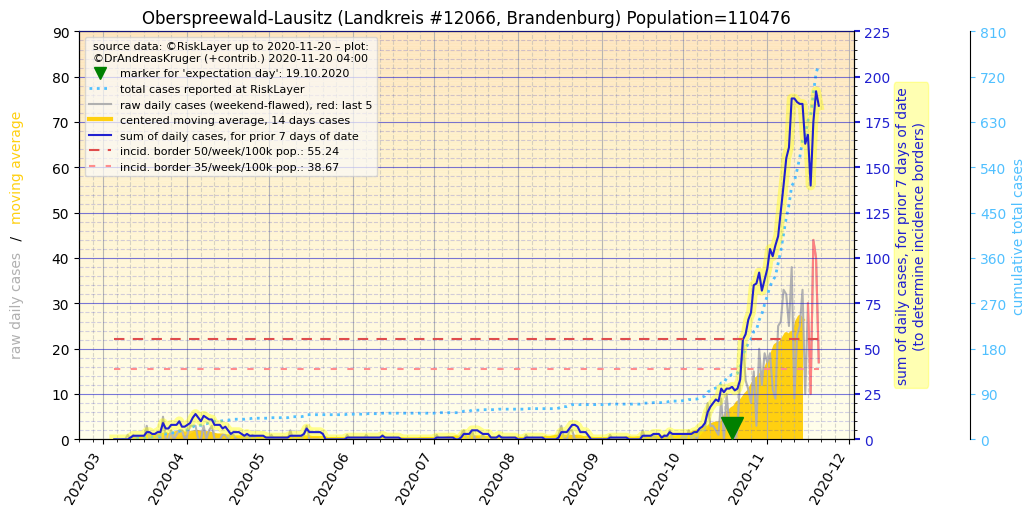 Oberspreewald-Lausitz (Landkreis #12066, Brandenburg) Population=110476
source data: ©RiskLayer up to 2020-11-20 – plot:
©DrAndreasKruger (+contrib.) 2020-11-20 04:00
marker for 'expectation day': 19.10.2020
total cases reported at RiskLayer
raw daily cases (weekend-flawed), red: last 5
centered moving average, 14 days cases
sum of daily cases, for prior 7 days of date
incid. border 50/week/100k pop.: 55.24
incid. border 35/week/100k pop.: 38.67
raw daily cases / moving average
90
80
70
60
50
40
30
20
10
0
225
200
175
150
125
100
75
50
25
0
sum of daily cases, for prior 7 days of date
(to determine incidence borders)
810
720
630
540
450
360
270
180
90
0
cumulative total cases
2020-03
2020-04
2020-05
2020-06
2020-07
2020-08
2020-09
2020-10
2020-11
2020-12